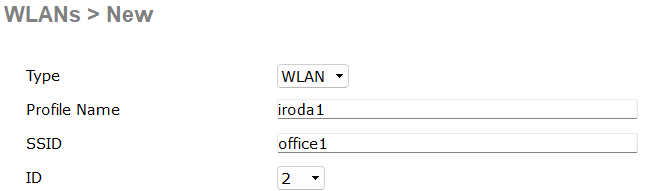 WLANs > New
Type WLAN
Profile Name iroda1
SSID office1
ID 2